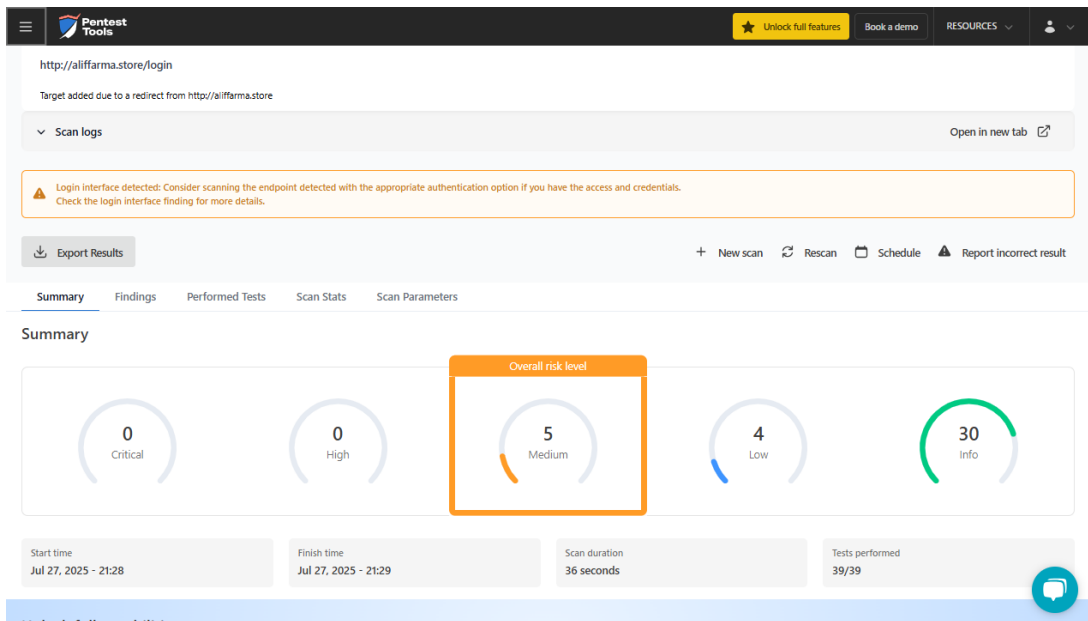 Pentest
Tools
Unlock full features
Book a demo
RESOURCES
http://aliffarma.store/login
Target added due to a redirect from http://aliffarma.store
Scan logs
Open in new tab
Login interface detected: Consider scanning the endpoint detected with the appropriate authentication option if you have the access and credentials.
Check the login interface finding for more details.
Export Results
New scan
Rescan
Schedule
Report incorrect result
Summary
Findings
Performed Tests
Scan Stats
Scan Parameters
Summary
Overall risk level
0
Critical
0
High
5
Medium
4
Low
30
Info
Start time
Jul 27, 2025 - 21:28
Finish time
Jul 27, 2025 - 21:29
Scan duration
36 seconds
Tests performed
39/39